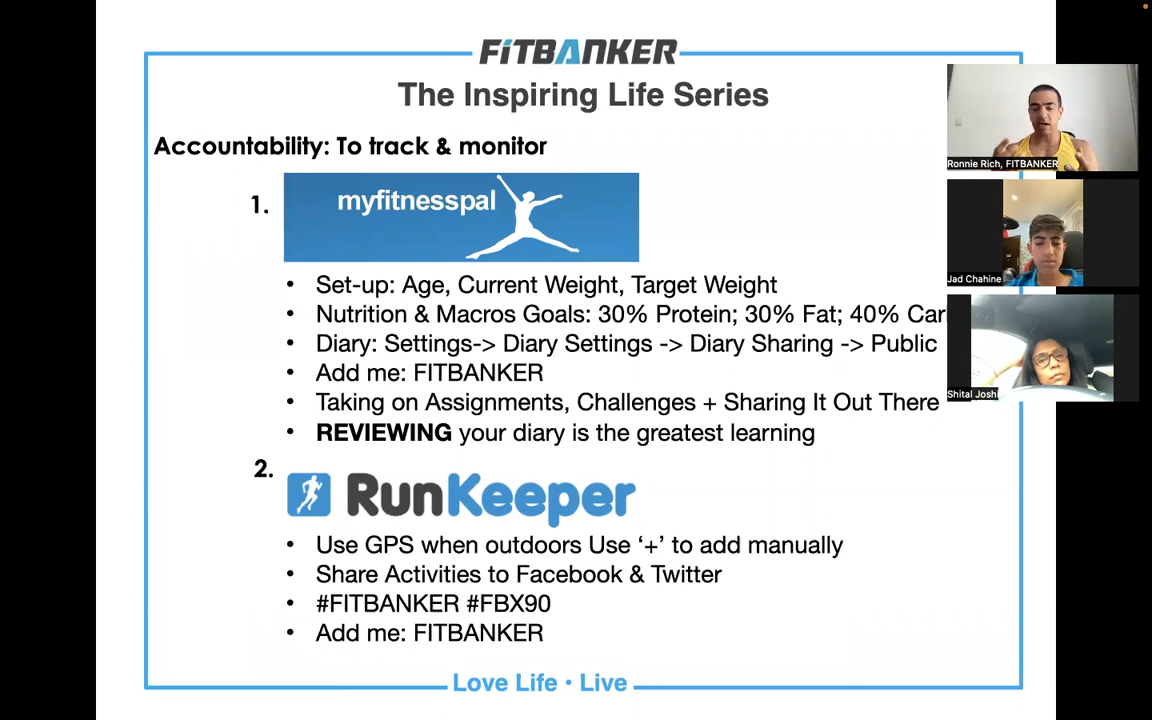 FiTBANKER
The Inspiring Life Series
Accountability: To track & monitor
1.
myfitnesspal
• Set-up: Age, Current Weight, Target Weight
• Nutrition & Macros Goals: 30% Protein; 30% Fat; 40% Car
• Diary: Settings-> Diary Settings -> Diary Sharing -> Public
• Add me: FITBANKER
• Taking on Assignments, Challenges + Sharing It Out There
• REVIEWING your diary is the greatest learning
2.
RunKeeper
• Use GPS when outdoors Use ‘+’ to add manually
• Share Activities to Facebook & Twitter
• #FITBANKER #FBX90
• Add me: FITBANKER
Love Life • Live
Ronnie Rich, FITBANKER
Jad Chahine
Shital Joshi